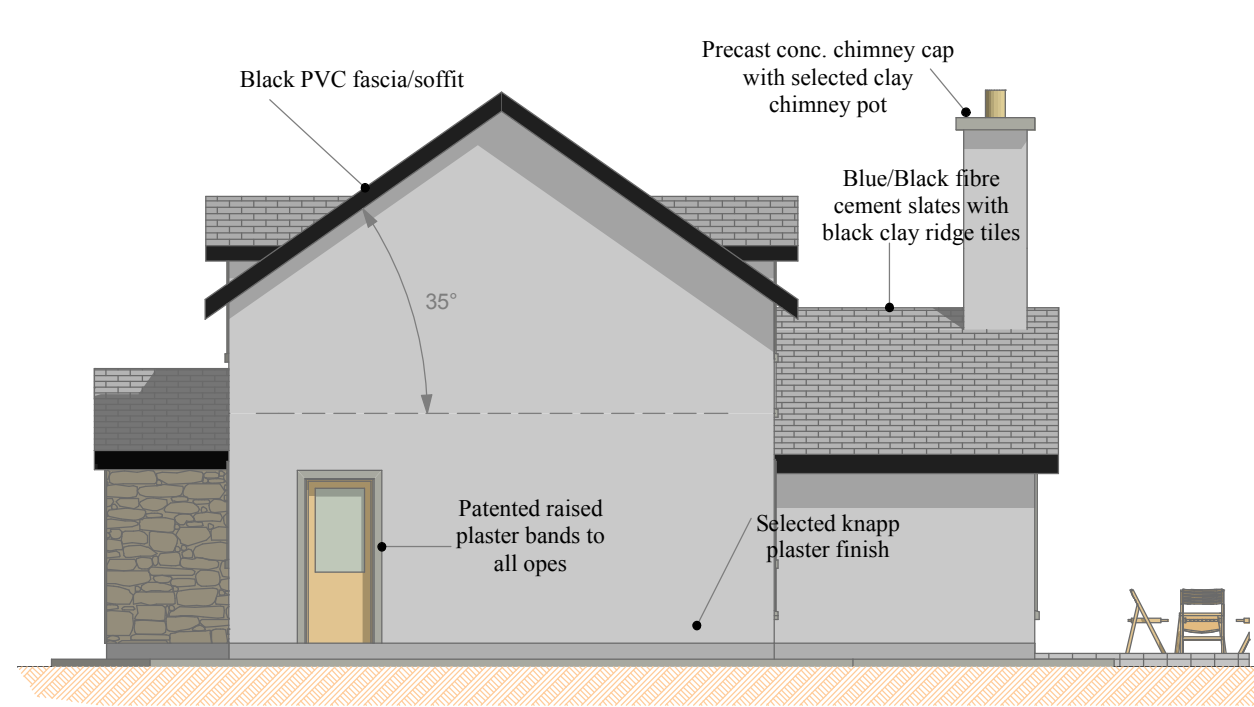 Precast conc. chimney cap
with selected clay
chimney pot
Black PVC fascia/soffit
Blue/Black fibre
cement slates with
black clay ridge tiles
35°
Patented raised
plaster bands to
all opes
Selected knapp
plaster finish